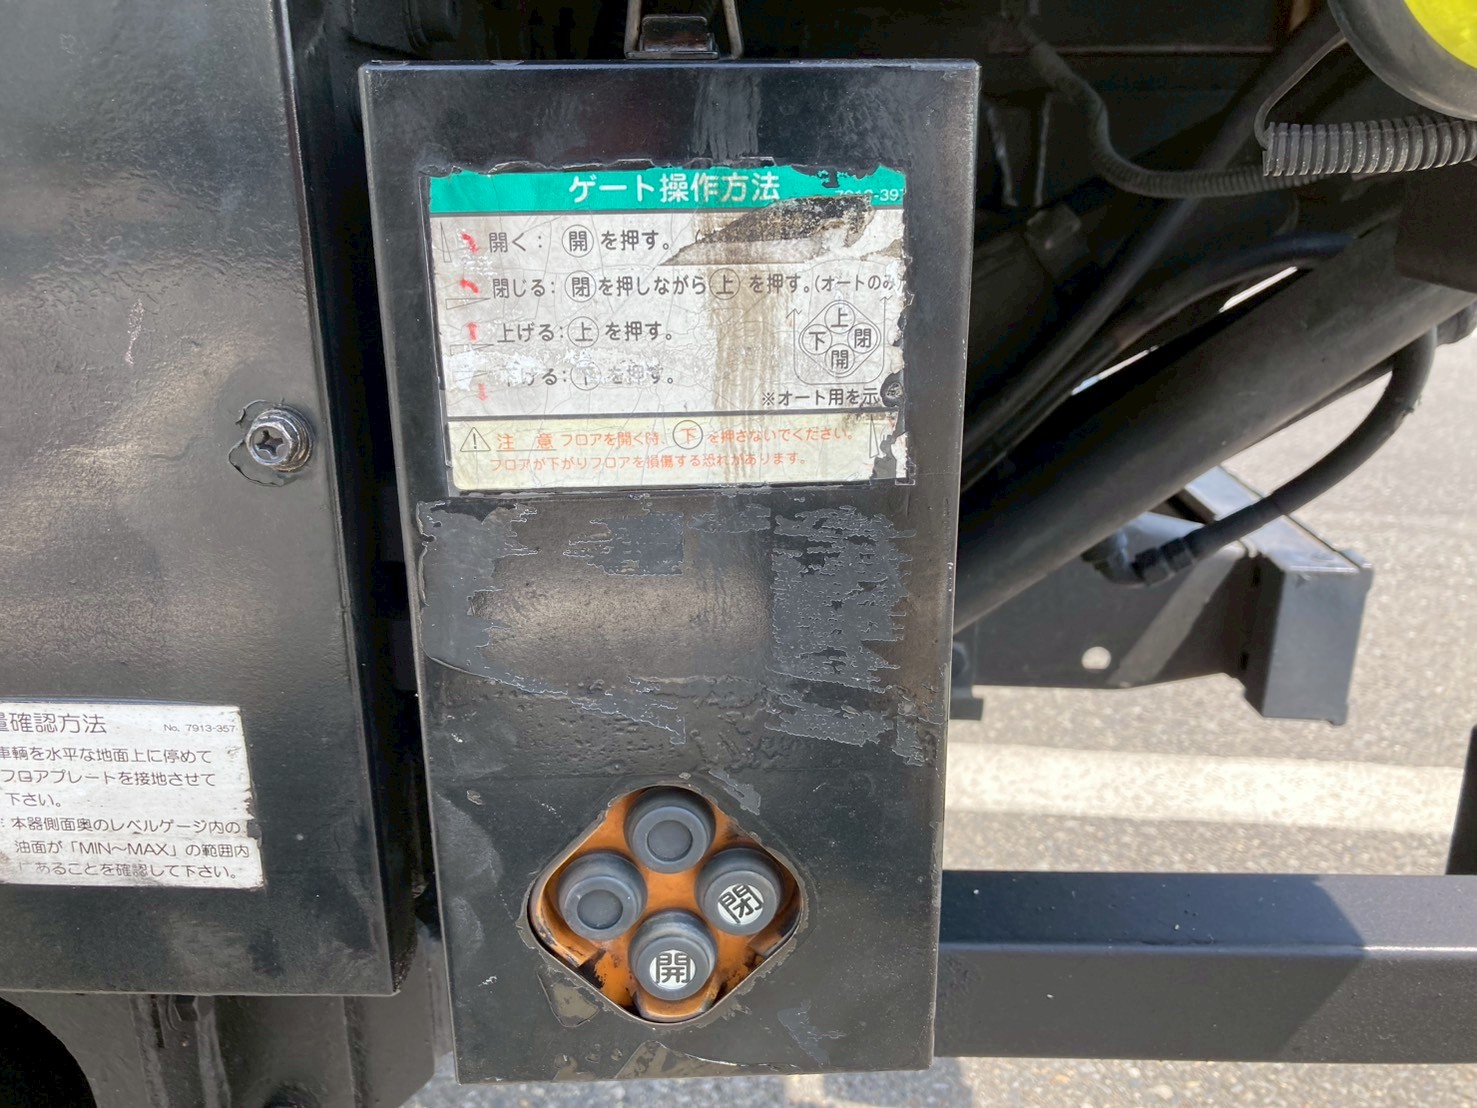 ゲート操作方法
開く: 開を押す。
閉じる: 閉を押しながら上を押す。(オートのみ
上げる: 上を押す。
下げる: 下を押す。
上
下 閉
開
※オート用を示
注 意 フロアを開く時、下を押さないでください。
フロアが下がりフロアを損傷する恐れがあります。
量確認方法 No. 7913-357
車輌を水平な地面上に停めて
フロアプレートを接地させて
下さい。
本器側面奥のレベルゲージ内の
油面が「MIN〜MAX」の範囲内
にあることを確認して下さい。
閉
開